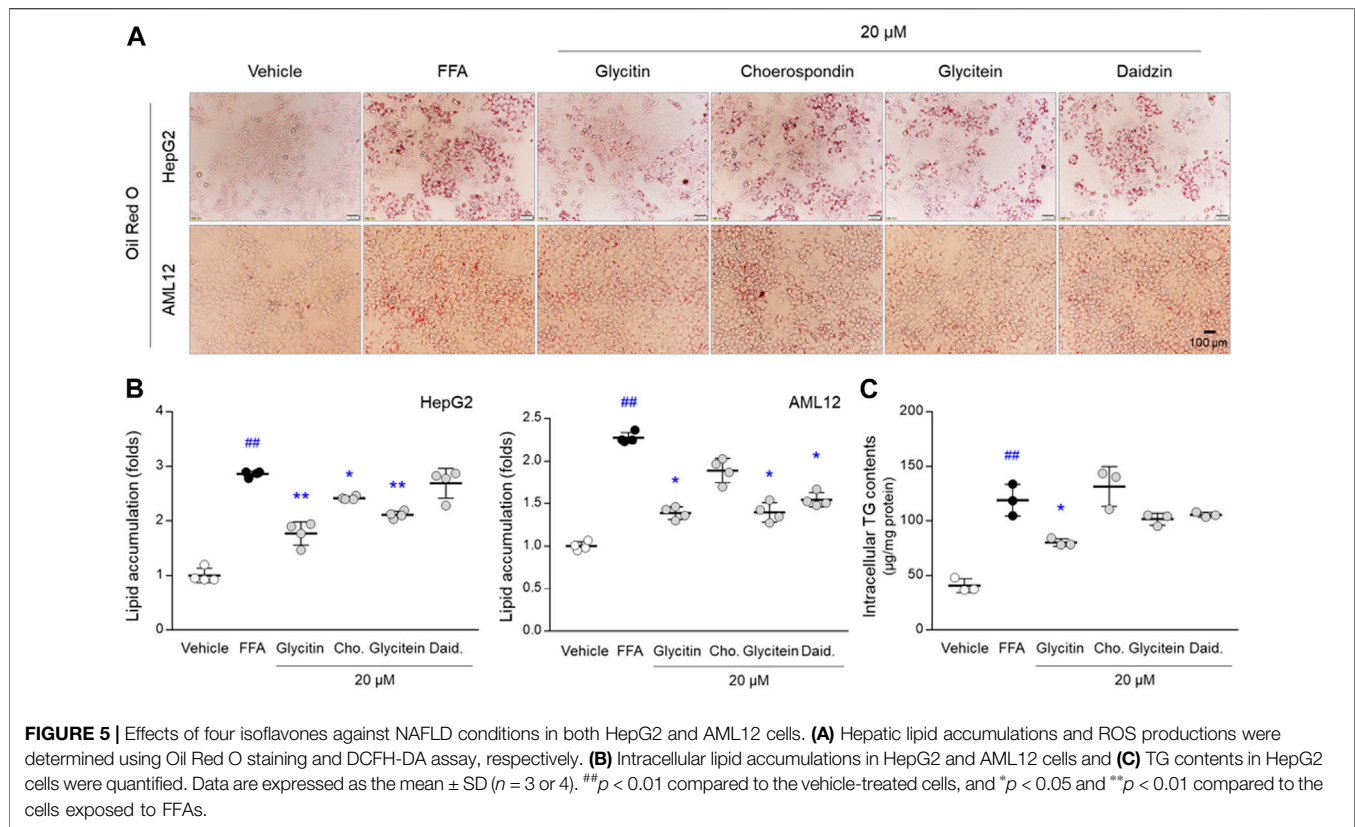 A
20 µM
Vehicle FFA Glycitin Choerospondin Glycitein Daidzin
Oil Red O
HepG2
AML12
100 µm
B
HepG2
Lipid accumulation (folds)
4
3
2
1
0
##
**
*
**
Vehicle FFA Glycitin Cho. Glycitein Daid.
20 µM
AML12
Lipid accumulation (folds)
2.5
2.0
1.5
1.0
0.5
0.0
##
*
*
*
Vehicle FFA Glycitin Cho. Glycitein Daid.
20 µM
C
Intracellular TG contents
(µg/mg protein)
200
150
100
50
0
##
*
Vehicle FFA Glycitin Cho. Glycitein Daid.
20 µM
FIGURE 5 | Effects of four isoflavones against NAFLD conditions in both HepG2 and AML12 cells. (A) Hepatic lipid accumulations and ROS productions were
determined using Oil Red O staining and DCFH-DA assay, respectively. (B) Intracellular lipid accumulations in HepG2 and AML12 cells and (C) TG contents in HepG2
cells were quantified. Data are expressed as the mean ± SD (n = 3 or 4). ##p < 0.01 compared to the vehicle-treated cells, and *p < 0.05 and **p < 0.01 compared to the
cells exposed to FFAs.